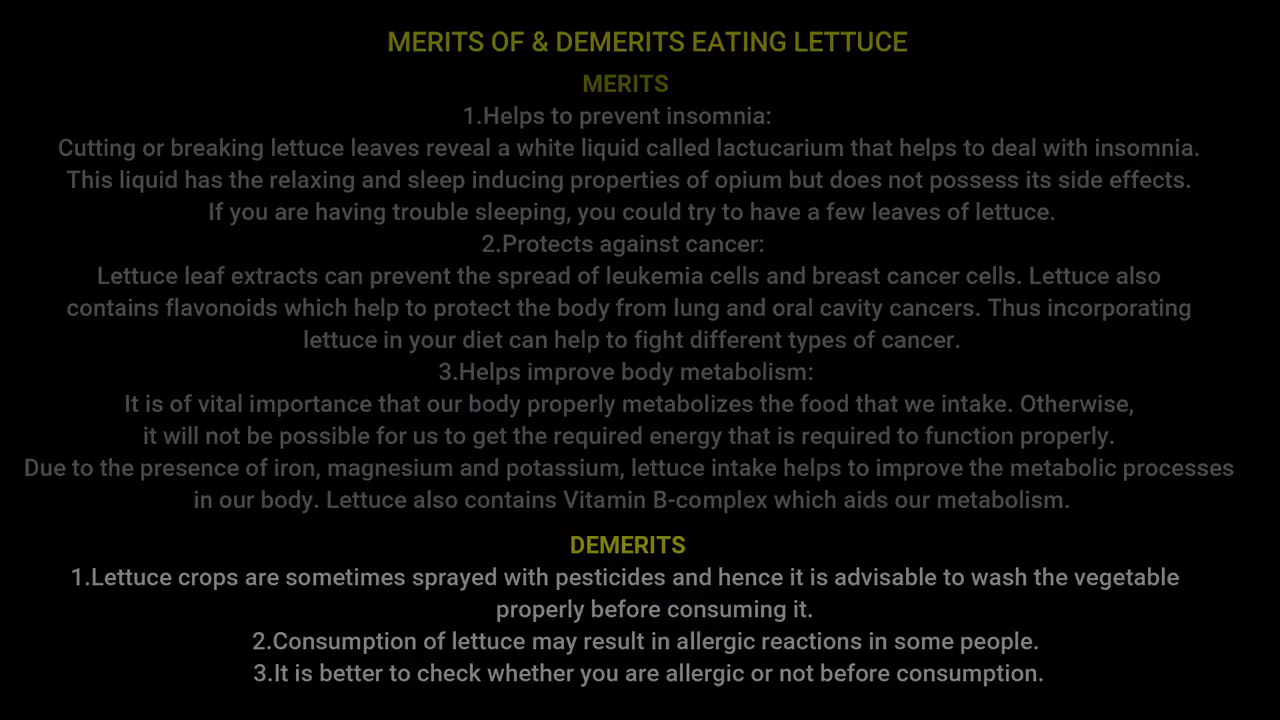 MERITS OF & DEMERITS EATING LETTUCE
MERITS
1.Helps to prevent insomnia:
Cutting or breaking lettuce leaves reveal a white liquid called lactucarium that helps to deal with insomnia.
This liquid has the relaxing and sleep inducing properties of opium but does not possess its side effects.
If you are having trouble sleeping, you could try to have a few leaves of lettuce.
2.Protects against cancer:
Lettuce leaf extracts can prevent the spread of leukemia cells and breast cancer cells. Lettuce also
contains flavonoids which help to protect the body from lung and oral cavity cancers. Thus incorporating
lettuce in your diet can help to fight different types of cancer.
3.Helps improve body metabolism:
It is of vital importance that our body properly metabolizes the food that we intake. Otherwise,
it will not be possible for us to get the required energy that is required to function properly.
Due to the presence of iron, magnesium and potassium, lettuce intake helps to improve the metabolic processes
in our body. Lettuce also contains Vitamin B-complex which aids our metabolism.
DEMERITS
1.Lettuce crops are sometimes sprayed with pesticides and hence it is advisable to wash the vegetable
properly before consuming it.
2.Consumption of lettuce may result in allergic reactions in some people.
3.It is better to check whether you are allergic or not before consumption.